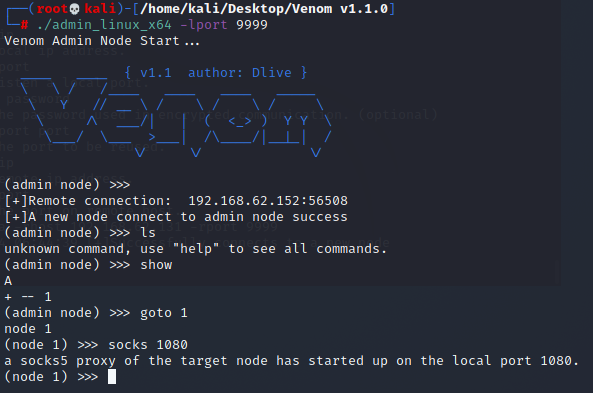 (root💀kali)-[/home/kali/Desktop/Venom v1.1.0]
# ./admin_linux_x64 -lport 9999
Venom Admin Node Start...
{ v1.1 author: Dlive }
(admin node) >>>
[+]Remote connection:  192.168.62.152:56508
[+]A new node connect to admin node success
(admin node) >>> ls
unknown command, use "help" to see all commands.
(admin node) >>> show
A
+ -- 1
(admin node) >>> goto 1
node 1
(node 1) >>> socks 1080
a socks5 proxy of the target node has started up on the local port 1080.
(node 1) >>>